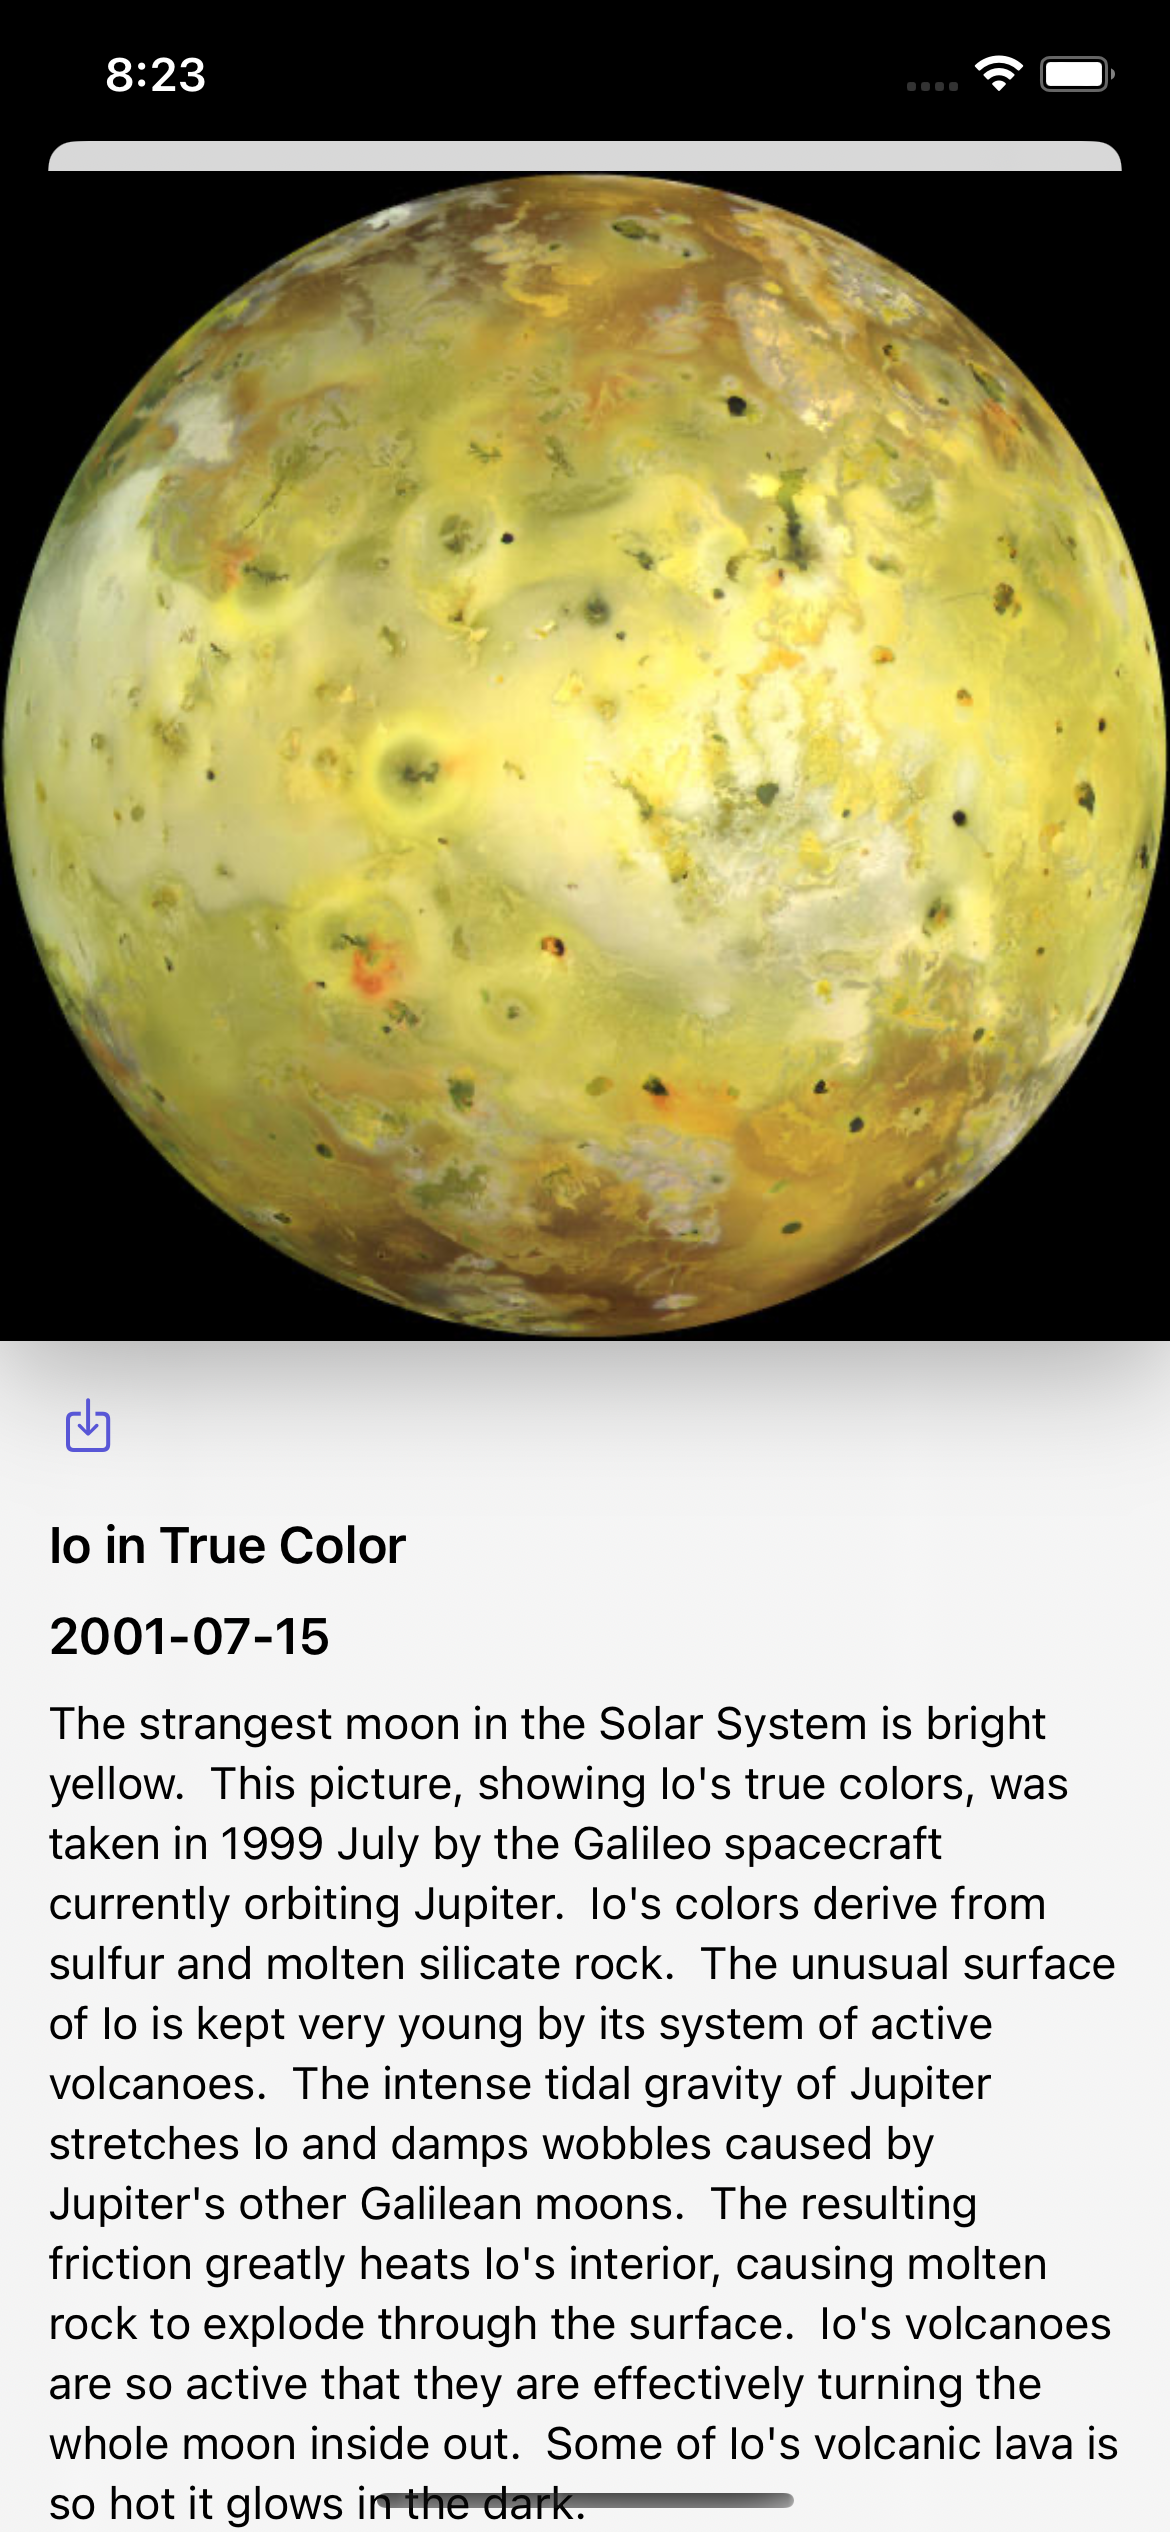 8:23
Io in True Color
2001-07-15
The strangest moon in the Solar System is bright
yellow.  This picture, showing Io's true colors, was
taken in 1999 July by the Galileo spacecraft
currently orbiting Jupiter.  Io's colors derive from
sulfur and molten silicate rock.  The unusual surface
of Io is kept very young by its system of active
volcanoes.  The intense tidal gravity of Jupiter
stretches Io and damps wobbles caused by
Jupiter's other Galilean moons.  The resulting
friction greatly heats Io's interior, causing molten
rock to explode through the surface.  Io's volcanoes
are so active that they are effectively turning the
whole moon inside out.  Some of Io's volcanic lava is
so hot it glows in the dark.